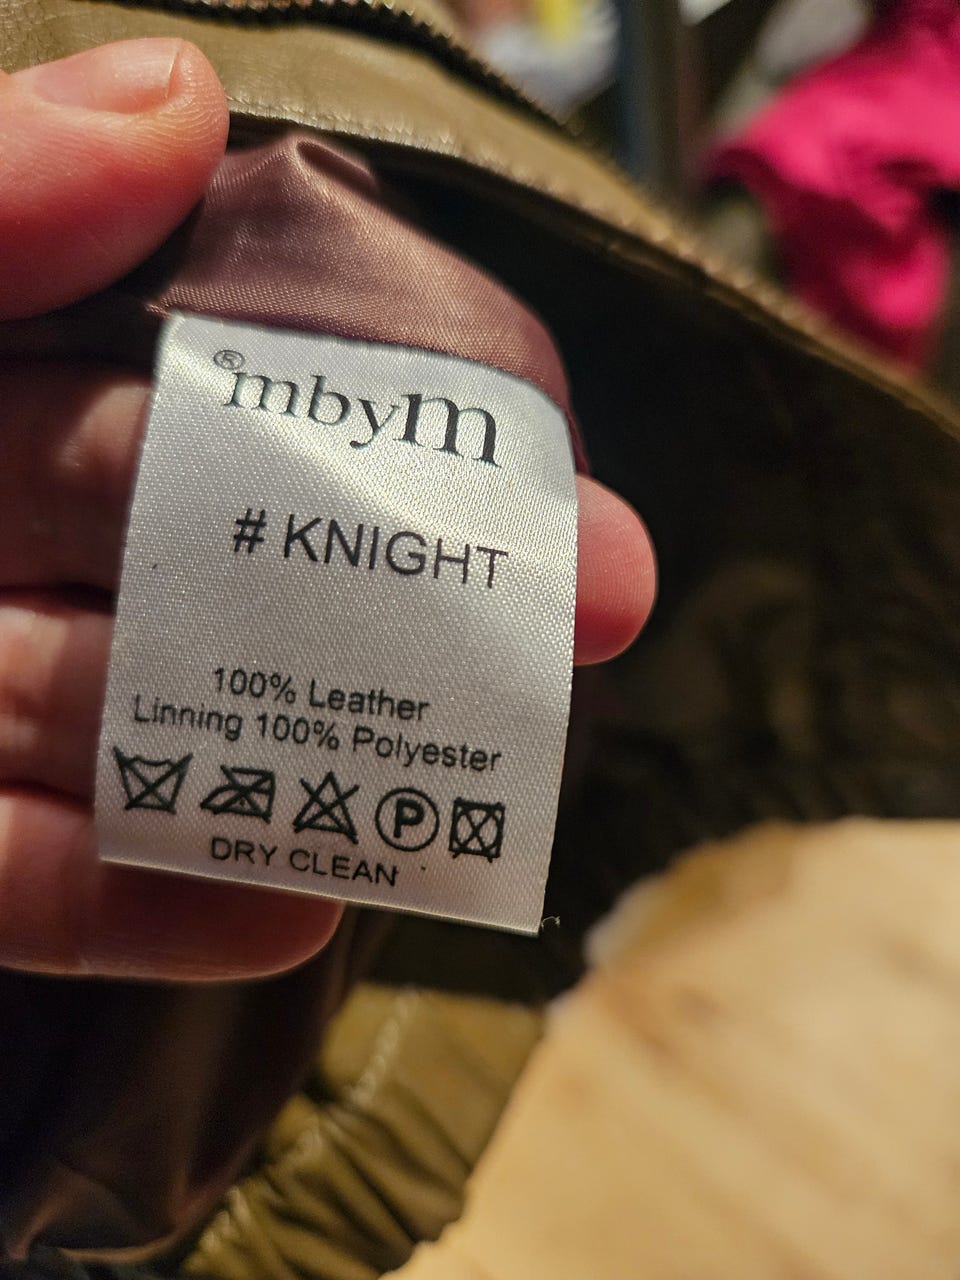 ®mbyM
# KNIGHT
100% Leather
Linning 100% Polyester
P
DRY CLEAN